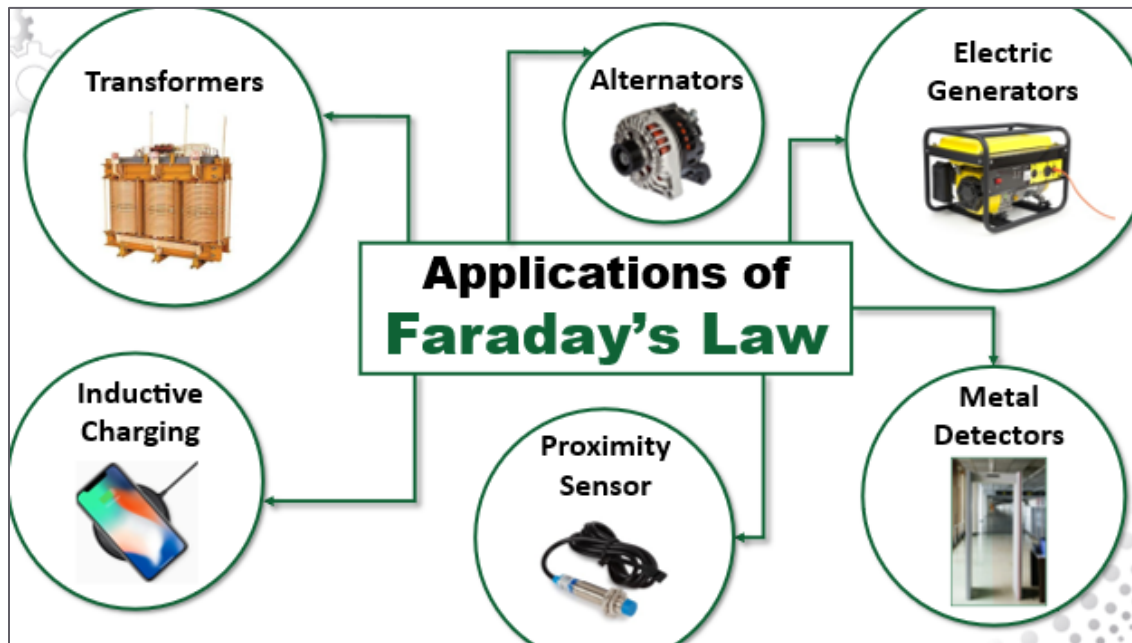 Transformers
Alternators
Electric
Generators
Applications of
Faraday’s Law
Inductive
Charging
Proximity
Sensor
Metal
Detectors